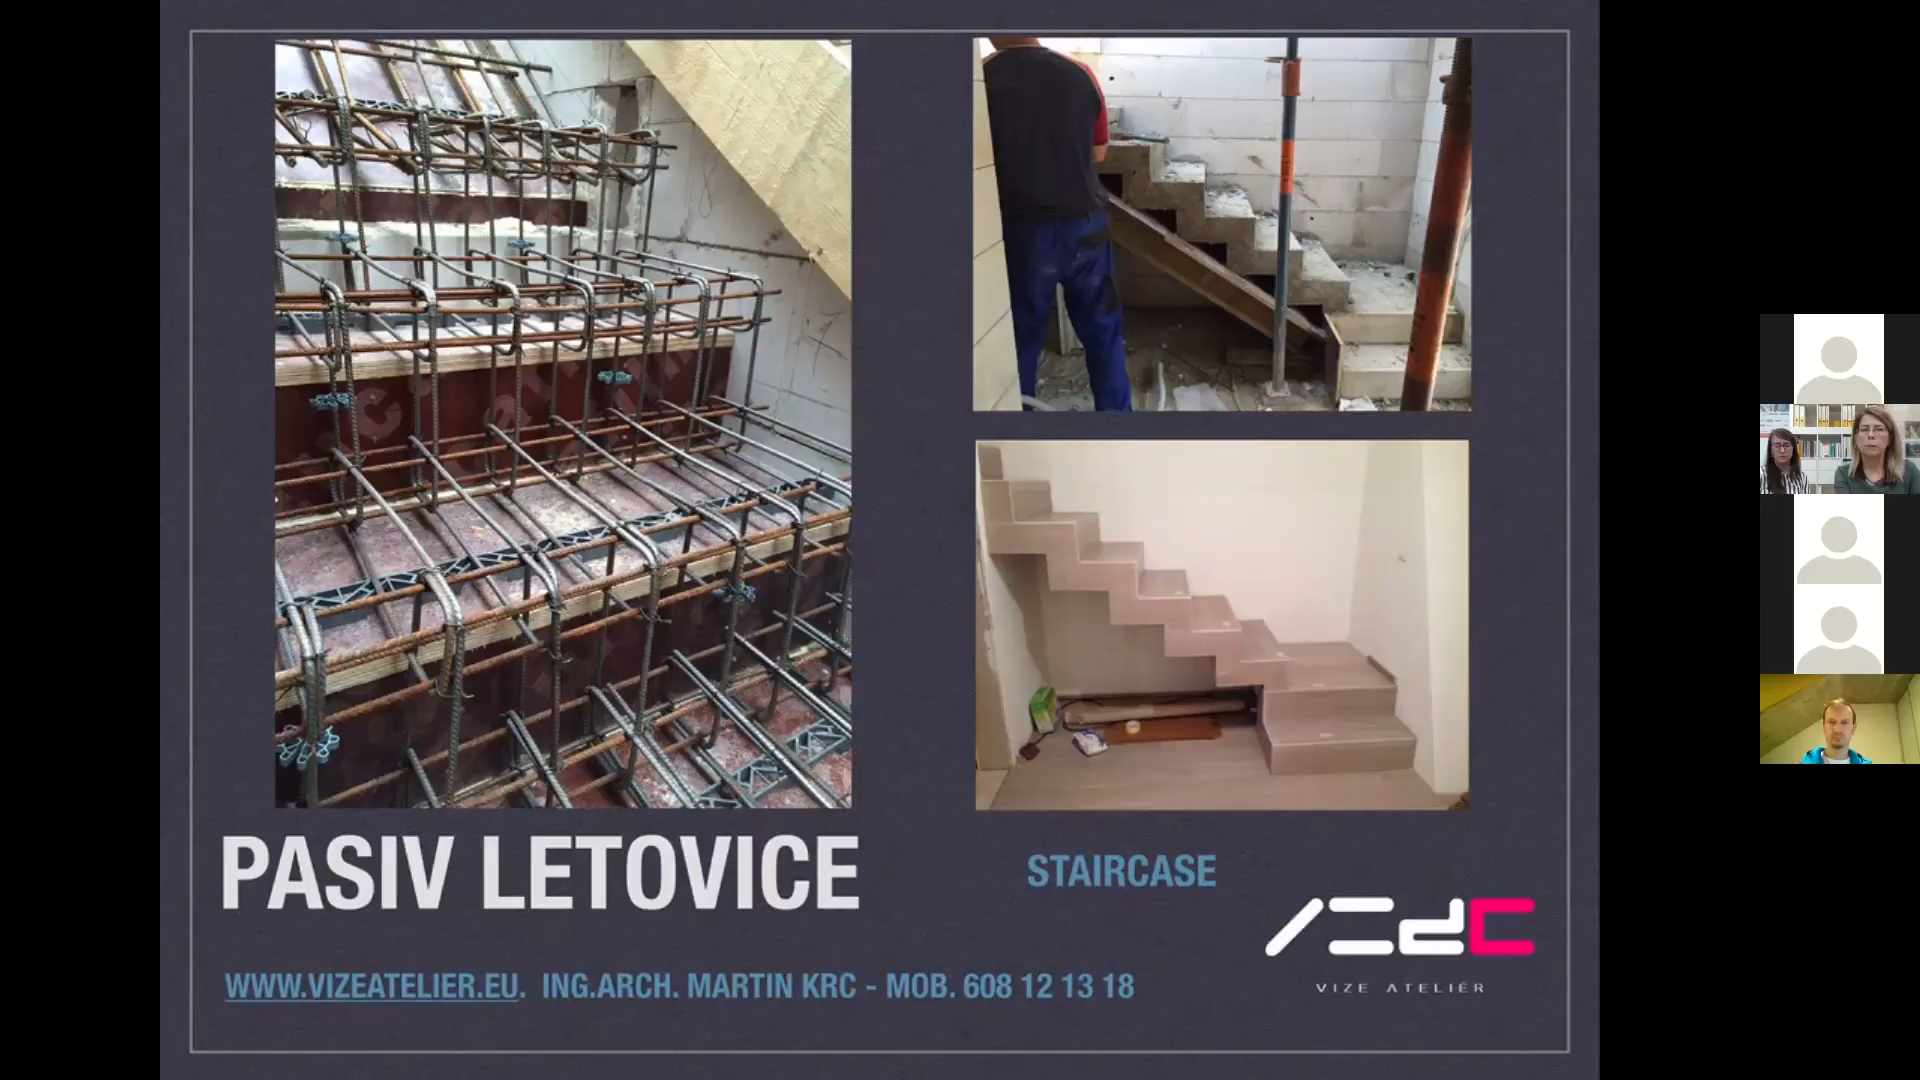 PASIV LETOVICE
STAIRCASE
WWW.VIZEATELIER.EU. ING.ARCH. MARTIN KRC - MOB. 608 12 13 18
VIZE ATELIÉR